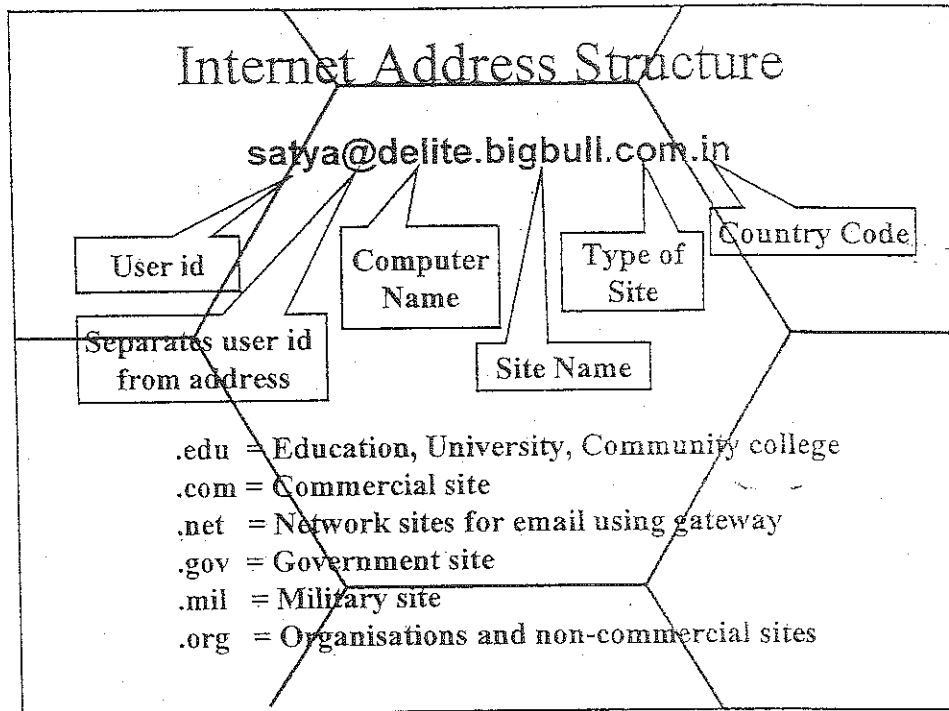 Internet Address Structure
satya@delite.bigbull.com.in
User id
Separates user id
from address
Computer
Name
Site Name
Type of
Site
Country Code
.edu = Education, University, Community college
.com = Commercial site
.net = Network sites for email using gateway
.gov = Government site
.mil = Military site
.org = Organisations and non-commercial sites